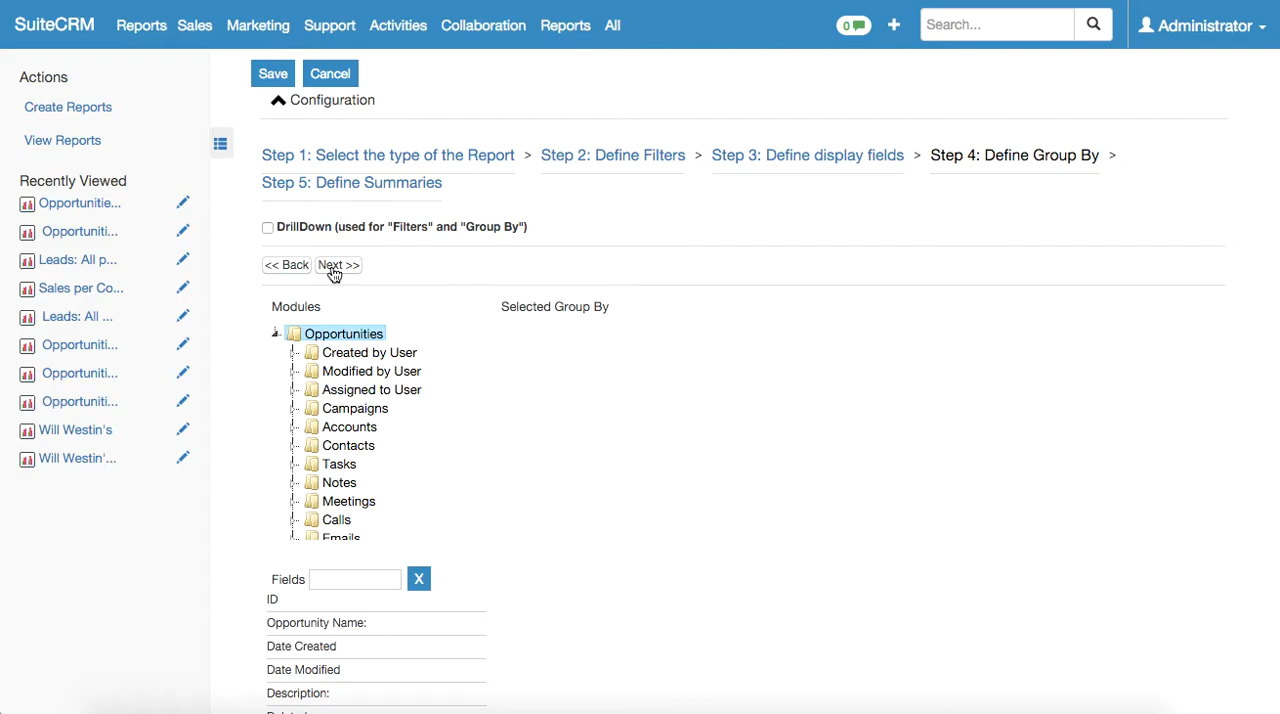 SuiteCRM Reports Sales Marketing Support Activities Collaboration Reports All 0 Search... Administrator
Save Cancel
Configuration
Actions
Create Reports
View Reports
Recently Viewed
Opportunitie...
Opportuniti...
Leads: All p...
Sales per Co...
Leads: All ...
Opportuniti...
Opportuniti...
Opportuniti...
Will Westin's
Will Westin'...
Step 1: Select the type of the Report > Step 2: Define Filters > Step 3: Define display fields > Step 4: Define Group By >
Step 5: Define Summaries
DrillDown (used for "Filters" and "Group By")
<< Back Next >>
Modules
Selected Group By
Opportunities
Created by User
Modified by User
Assigned to User
Campaigns
Accounts
Contacts
Tasks
Notes
Meetings
Calls
Emails
Fields X
ID
Opportunity Name:
Date Created
Date Modified
Description: